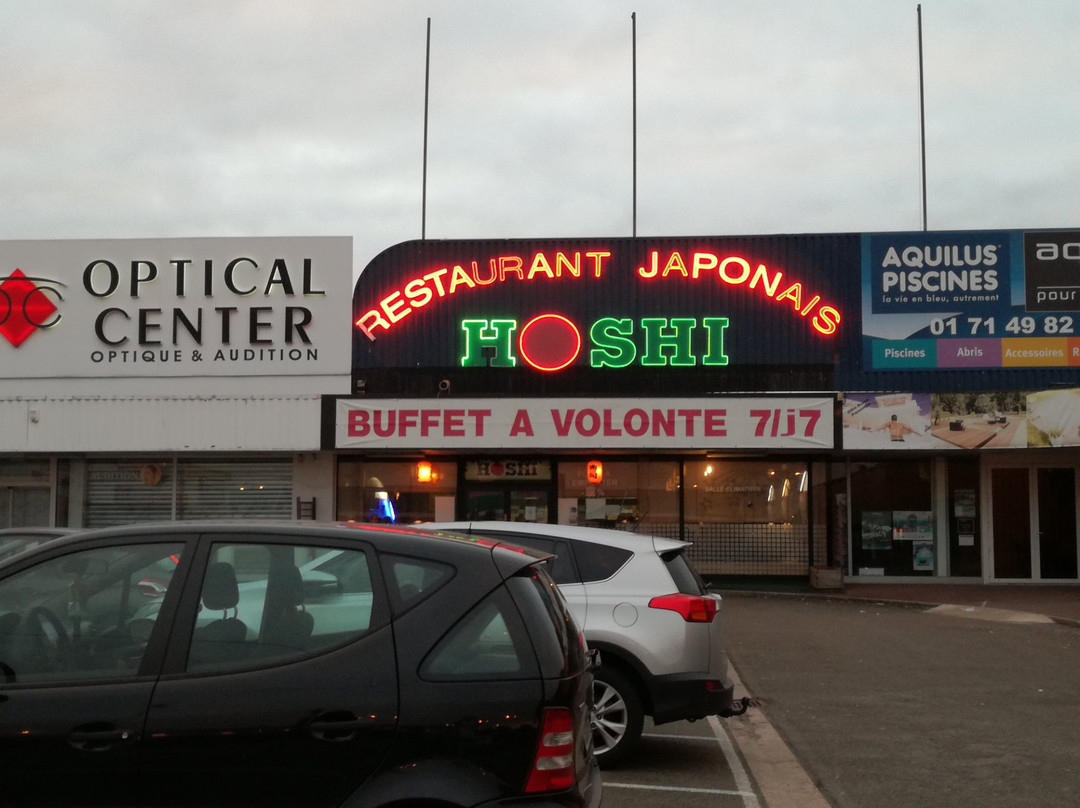 OPTICAL
CENTER
OPTIQUE & AUDITION
RESTAURANT JAPONAIS
HOSHI
BUFFET A VOLONTE 7/j7
HOSHI
AQUILUS
PISCINES
la vie en bleu, autrement
01 71 49 82
Piscines
Abris
Accessoires
pour